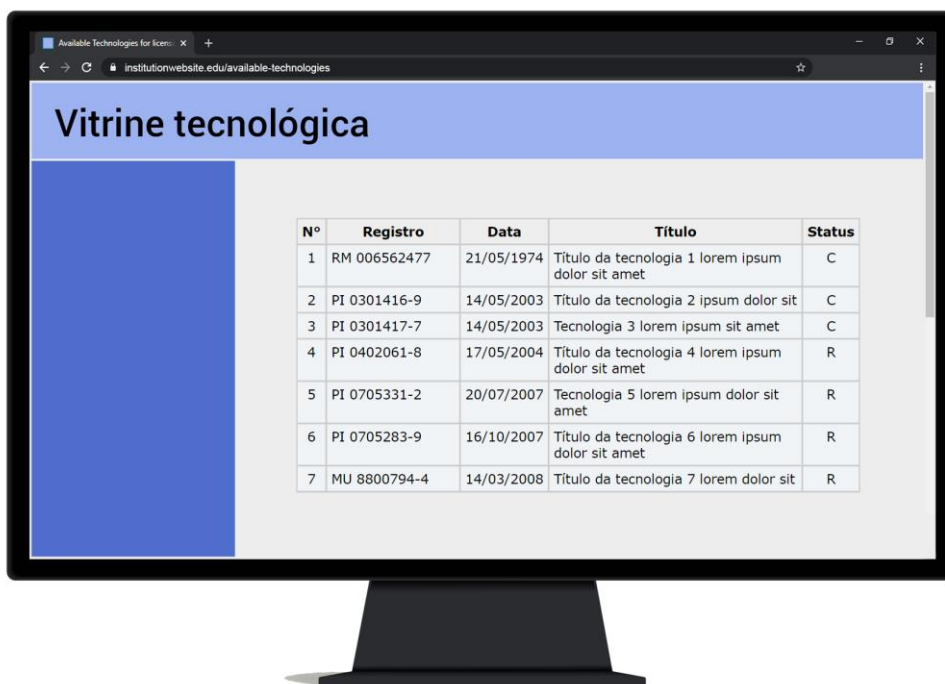 Available Technologies for licens
institutionwebsite.edu/available-technologies
Vitrine tecnológica
Nº Registro Data Título Status
1 RM 006562477 21/05/1974 Título da tecnologia 1 lorem ipsum C
dolor sit amet
2 PI 0301416-9 14/05/2003 Título da tecnologia 2 ipsum dolor sit C
3 PI 0301417-7 14/05/2003 Tecnologia 3 lorem ipsum sit amet C
4 PI 0402061-8 17/05/2004 Título da tecnologia 4 lorem ipsum R
dolor sit amet
5 PI 0705331-2 20/07/2007 Tecnologia 5 lorem ipsum dolor sit R
amet
6 PI 0705283-9 16/10/2007 Título da tecnologia 6 lorem ipsum R
dolor sit amet
7 MU 8800794-4 14/03/2008 Título da tecnologia 7 lorem dolor sit R